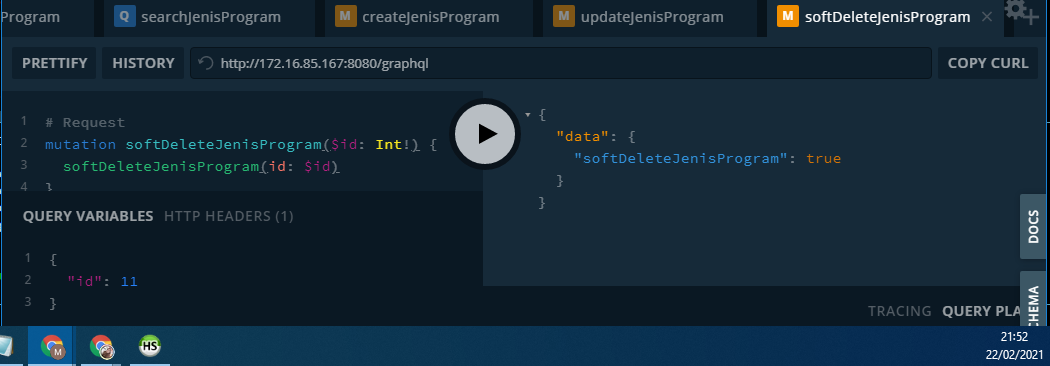 Program
Q searchJenisProgram
M createJenisProgram
M updateJenisProgram
M softDeleteJenisProgram
PRETTIFY
HISTORY
http://172.16.85.167:8080/graphql
COPY CURL
1 # Request
2 mutation softDeleteJenisProgram($id: Int!) {
3 softDeleteJenisProgram(id: $id)
4 }
QUERY VARIABLES
HTTP HEADERS (1)
1 {
2 "id": 11
3 }
{
"data": {
"softDeleteJenisProgram": true
}
}
DOCS
HEMA
TRACING
QUERY PLA
M
HS
21:52
22/02/2021